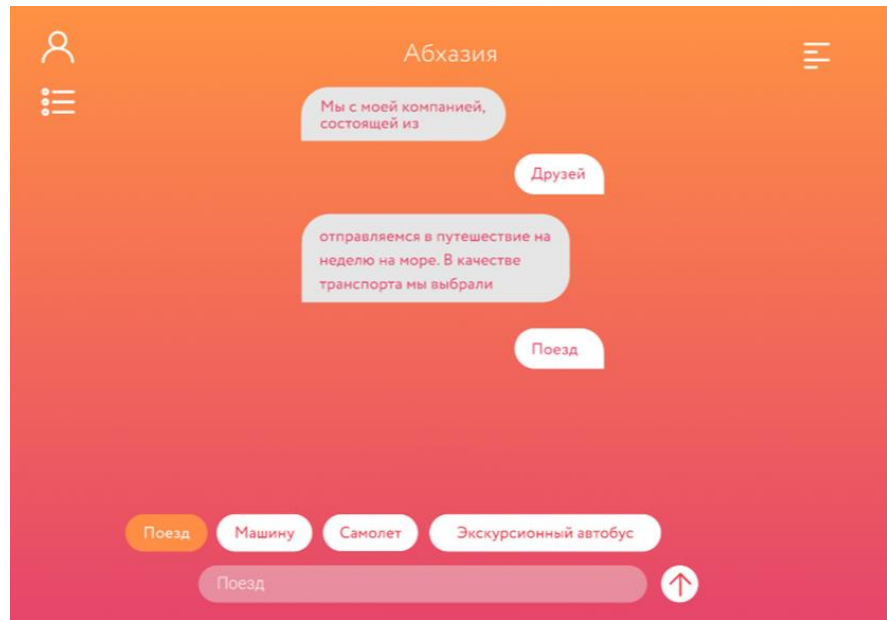 Абхазия
Мы с моей компанией,
состоящей из
Друзей
отправляемся в путешествие на
неделю на море. В качестве
транспорта мы выбрали
Поезд
Поезд Машину Самолет Экскурсионный автобус
Поезд